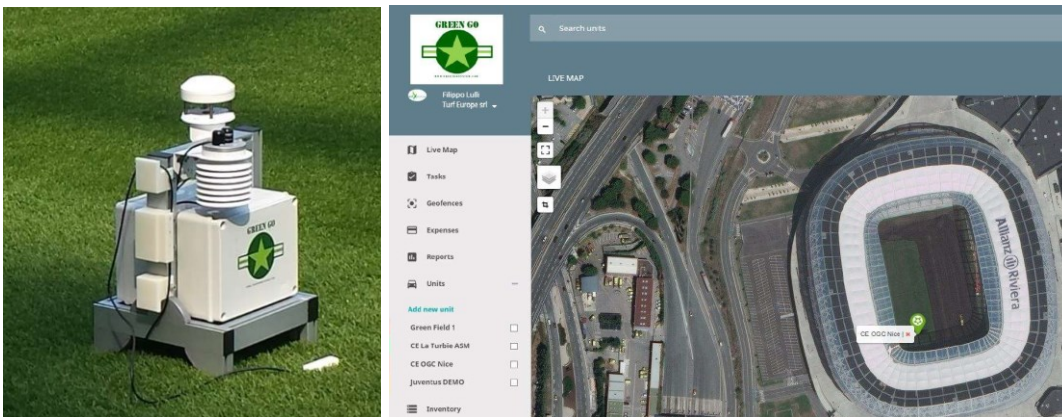 GREEN GO
GREEN GO
Filippo Lulli
Turf Europe srl
Live Map
Tasks
Geofences
Expenses
Reports
Units
Add new unit
Green Field 1
CE La Turbie ASM
CE OGC Nice
Juventus DEMO
Inventory
Search units
LIVE MAP
Allianz Riviera
CE OGC Nice